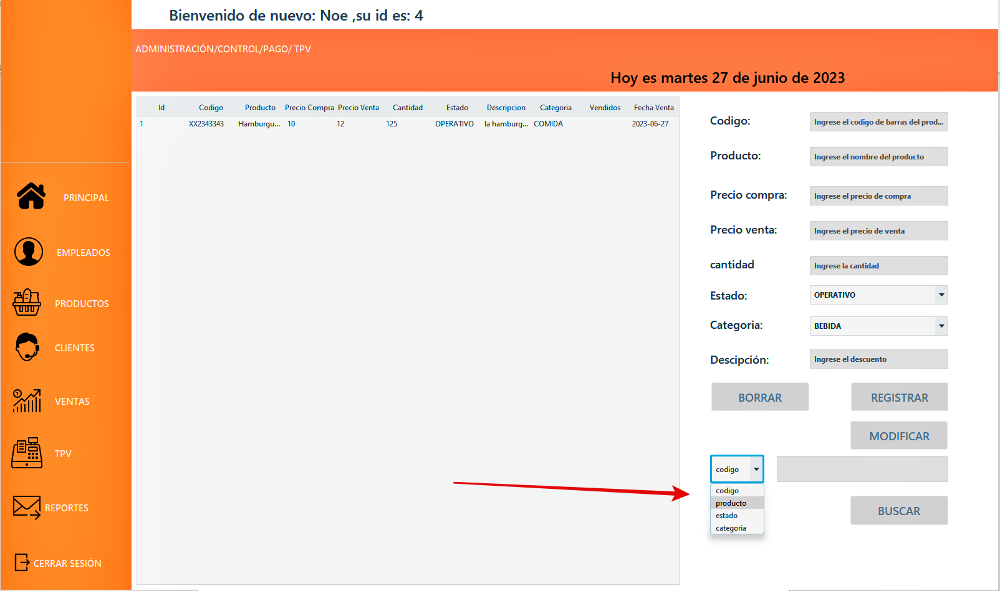 Bienvenido de nuevo: Noe ,su id es: 4
ADMINISTRACIÓN/CONTROL/PAGO/ TPV
Hoy es martes 27 de junio de 2023
PRINCIPAL
EMPLEADOS
PRODUCTOS
CLIENTES
VENTAS
TPV
REPORTES
CERRAR SESIÓN
Id Codigo Producto Precio Compra Precio Venta Cantidad Estado Descripcion Categoria Vendidos Fecha Venta
1 XX2343343 Hamburgu... 10 12 125 OPERATIVO la hamburg... COMIDA 2023-06-27
Codigo: Ingrese el codigo de barras del prod...
Producto: Ingrese el nombre del producto
Precio compra: Ingrese el precio de compra
Precio venta: Ingrese el precio de venta
cantidad Ingrese la cantidad
Estado: OPERATIVO
Categoria: BEBIDA
Descipción: Ingrese el descuento
BORRAR REGISTRAR
MODIFICAR
codigo
codigo
producto
estado
categoria
BUSCAR